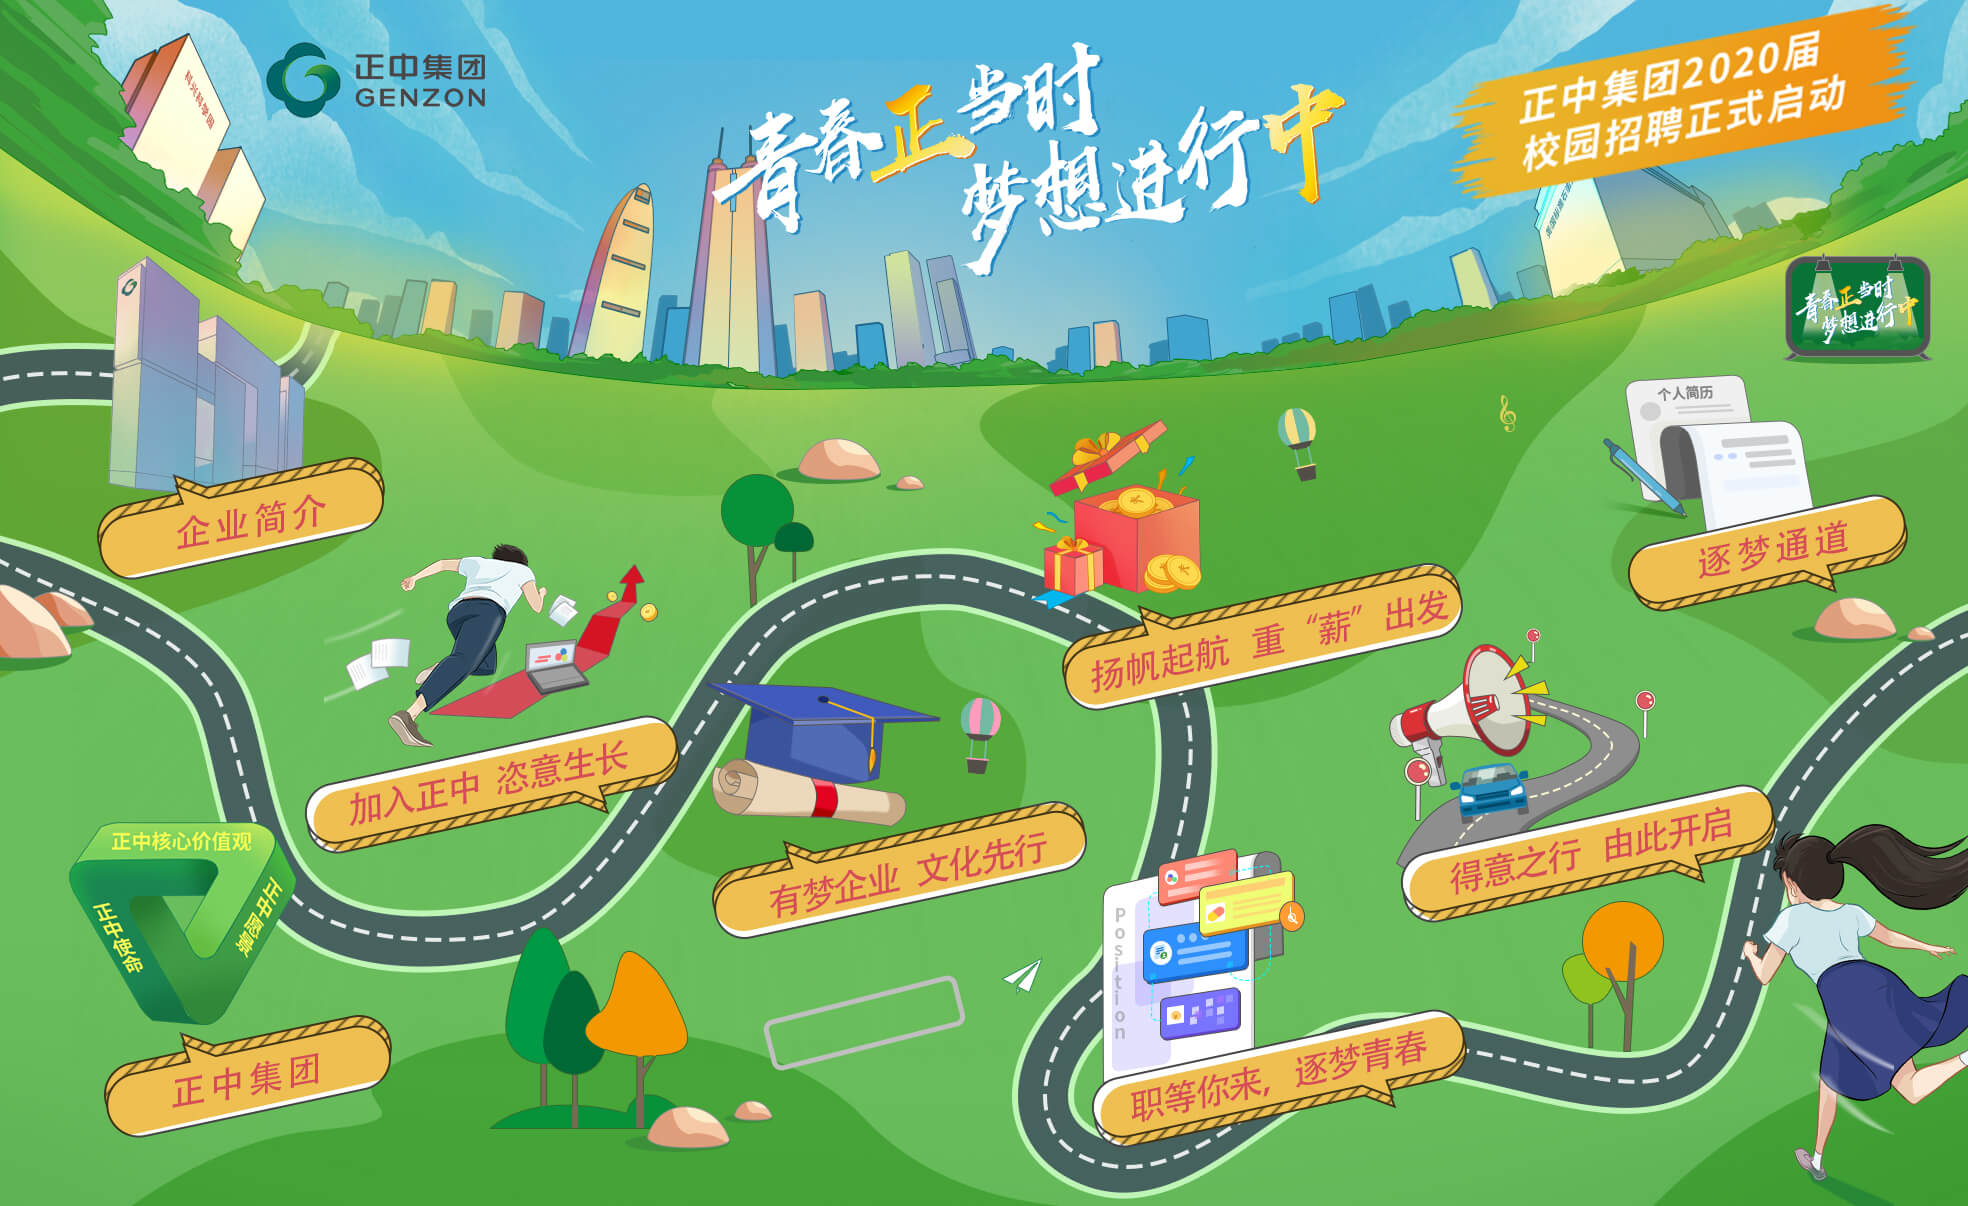 正中集团
GENZON
青春正当时
梦想进行中
正中集团2020届
校园招聘正式启动
青春正当时
梦想进行中
个人简历
企业简介
逐梦通道
扬帆起航 重“薪”出发
加入正中 恣意生长
有梦企业 文化先行
得意之行 由此开启
正中核心价值观
正中使命
正中愿景
Position
正中集团
职等你来，逐梦青春